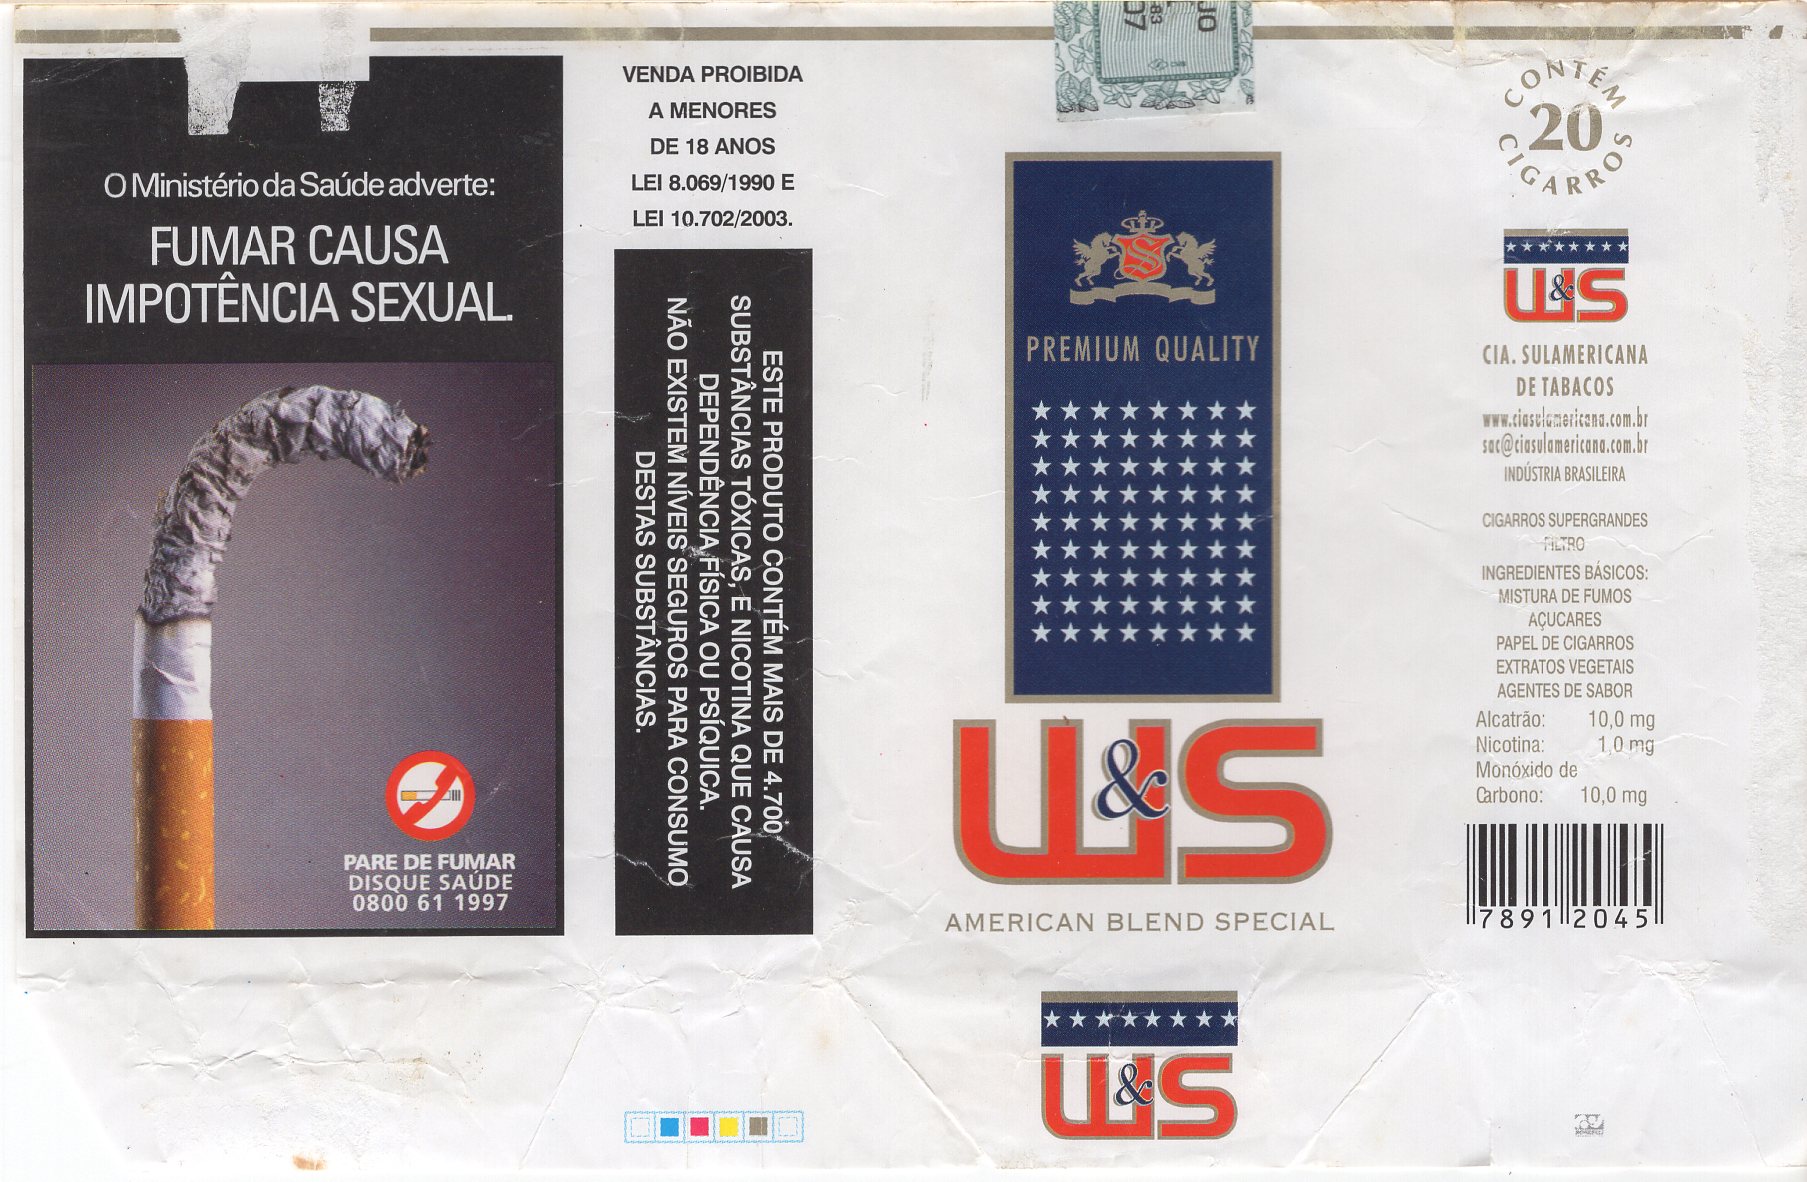 O Ministério da Saúde adverte:
FUMAR CAUSA
IMPOTÊNCIA SEXUAL.
PARE DE FUMAR
DISQUE SAÚDE
0800 61 1997
VENDA PROIBIDA
A MENORES
DE 18 ANOS
LEI 8.069/1990 E
LEI 10.702/2003.
ESTE PRODUTO CONTÉM MAIS DE 4.700
SUBSTÂNCIAS TÓXICAS, E NICOTINA QUE CAUSA
DEPENDÊNCIA FÍSICA OU PSÍQUICA.
NÃO EXISTEM NÍVEIS SEGUROS PARA CONSUMO
DESTAS SUBSTÂNCIAS.
JO
83
07
S
PREMIUM QUALITY
W&S
AMERICAN BLEND SPECIAL
W&S
CONTÉM
20
CIGARROS
W&S
CIA. SULAMERICANA
DE TABACOS
www.ciasulamericana.com.br
sac@ciasulamericana.com.br
INDÚSTRIA BRASILEIRA
CIGARROS SUPERGRANDES
FILTRO
INGREDIENTES BÁSICOS:
MISTURA DE FUMOS
AÇUCARES
PAPEL DE CIGARROS
EXTRATOS VEGETAIS
AGENTES DE SABOR
Alcatrão: 10,0 mg
Nicotina: 1,0 mg
Monóxido de
Carbono: 10,0 mg
78912045